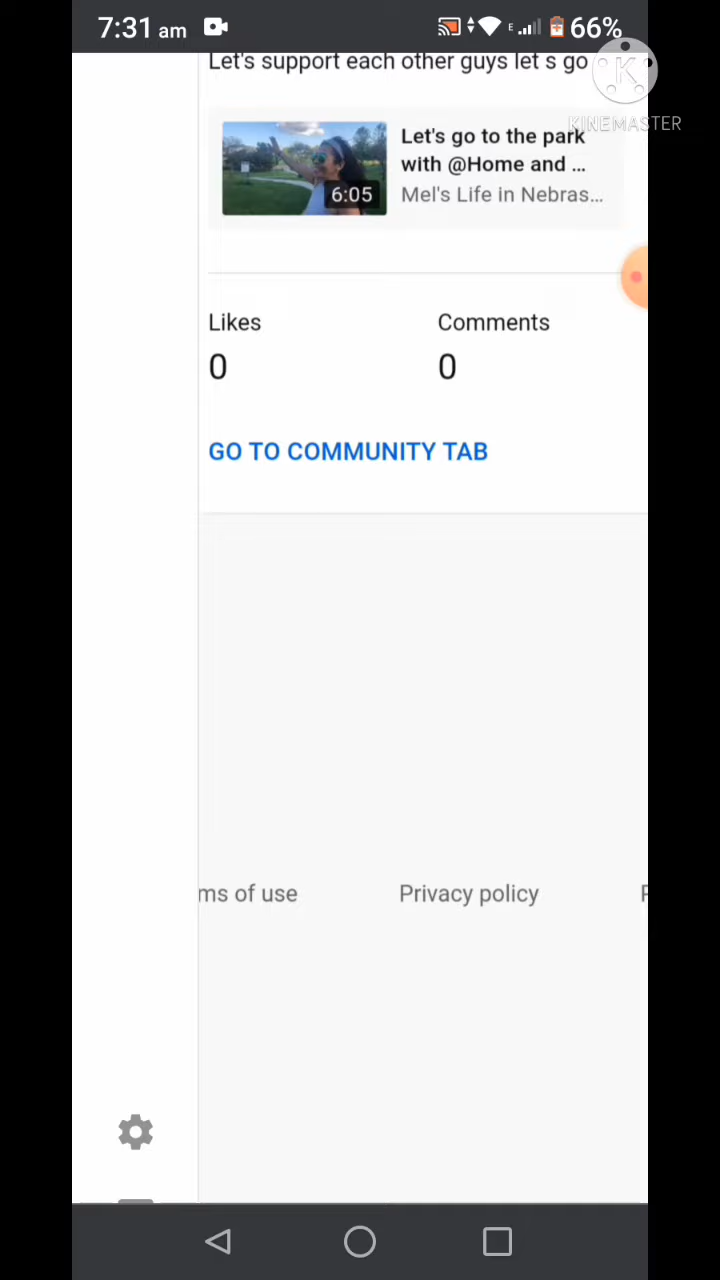 7:31 am
E
66%
Let's support each other guys let s go
K
KINEMASTER
Let's go to the park
with @Home and ...
6:05
Mel's Life in Nebras...
Likes
Comments
0
0
GO TO COMMUNITY TAB
ms of use
Privacy policy